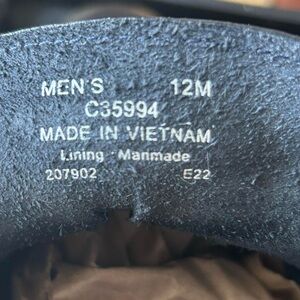 MEN'S 12M
C35994
MADE IN VIETNAM
Lining - Manmade
207902 E22